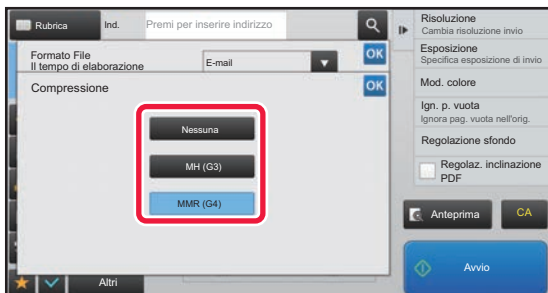 Rubrica
Ind.
Premi per inserire indirizzo
Formato File
Il tempo di elaborazione
E-mail
OK
Compressione
OK
Nessuna
MH (G3)
MMR (G4)
Altri
Risoluzione
Cambia risoluzione invio
Esposizione
Specifica esposizione di invio
Mod. colore
Ign. p. vuota
Ignora pag. vuota nell'orig.
Regolazione sfondo
Regolaz. inclinazione
PDF
Anteprima
CA
Avvio